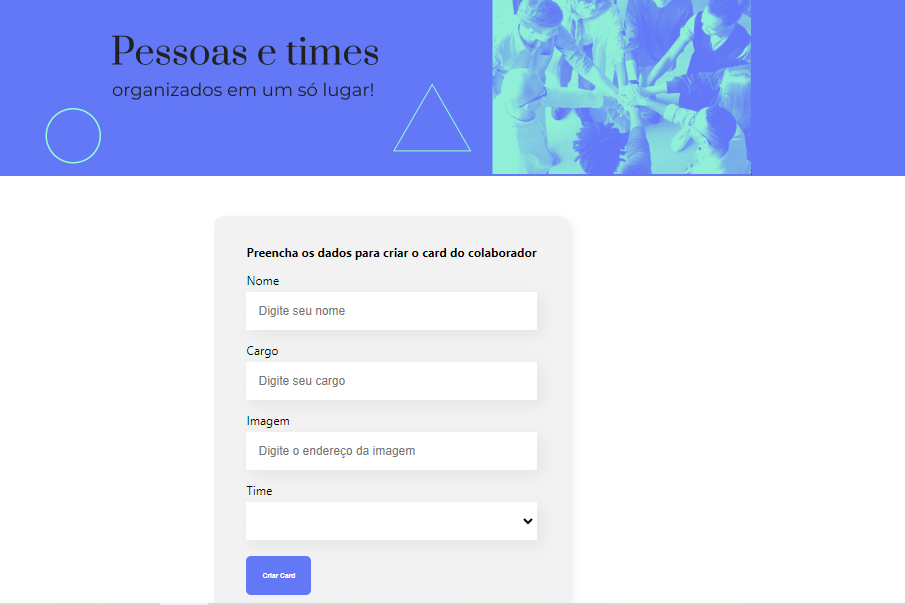 Pessoas e times
organizados em um só lugar!
Preencha os dados para criar o card do colaborador
Nome
Digite seu nome
Cargo
Digite seu cargo
Imagem
Digite o endereço da imagem
Time
Criar Card